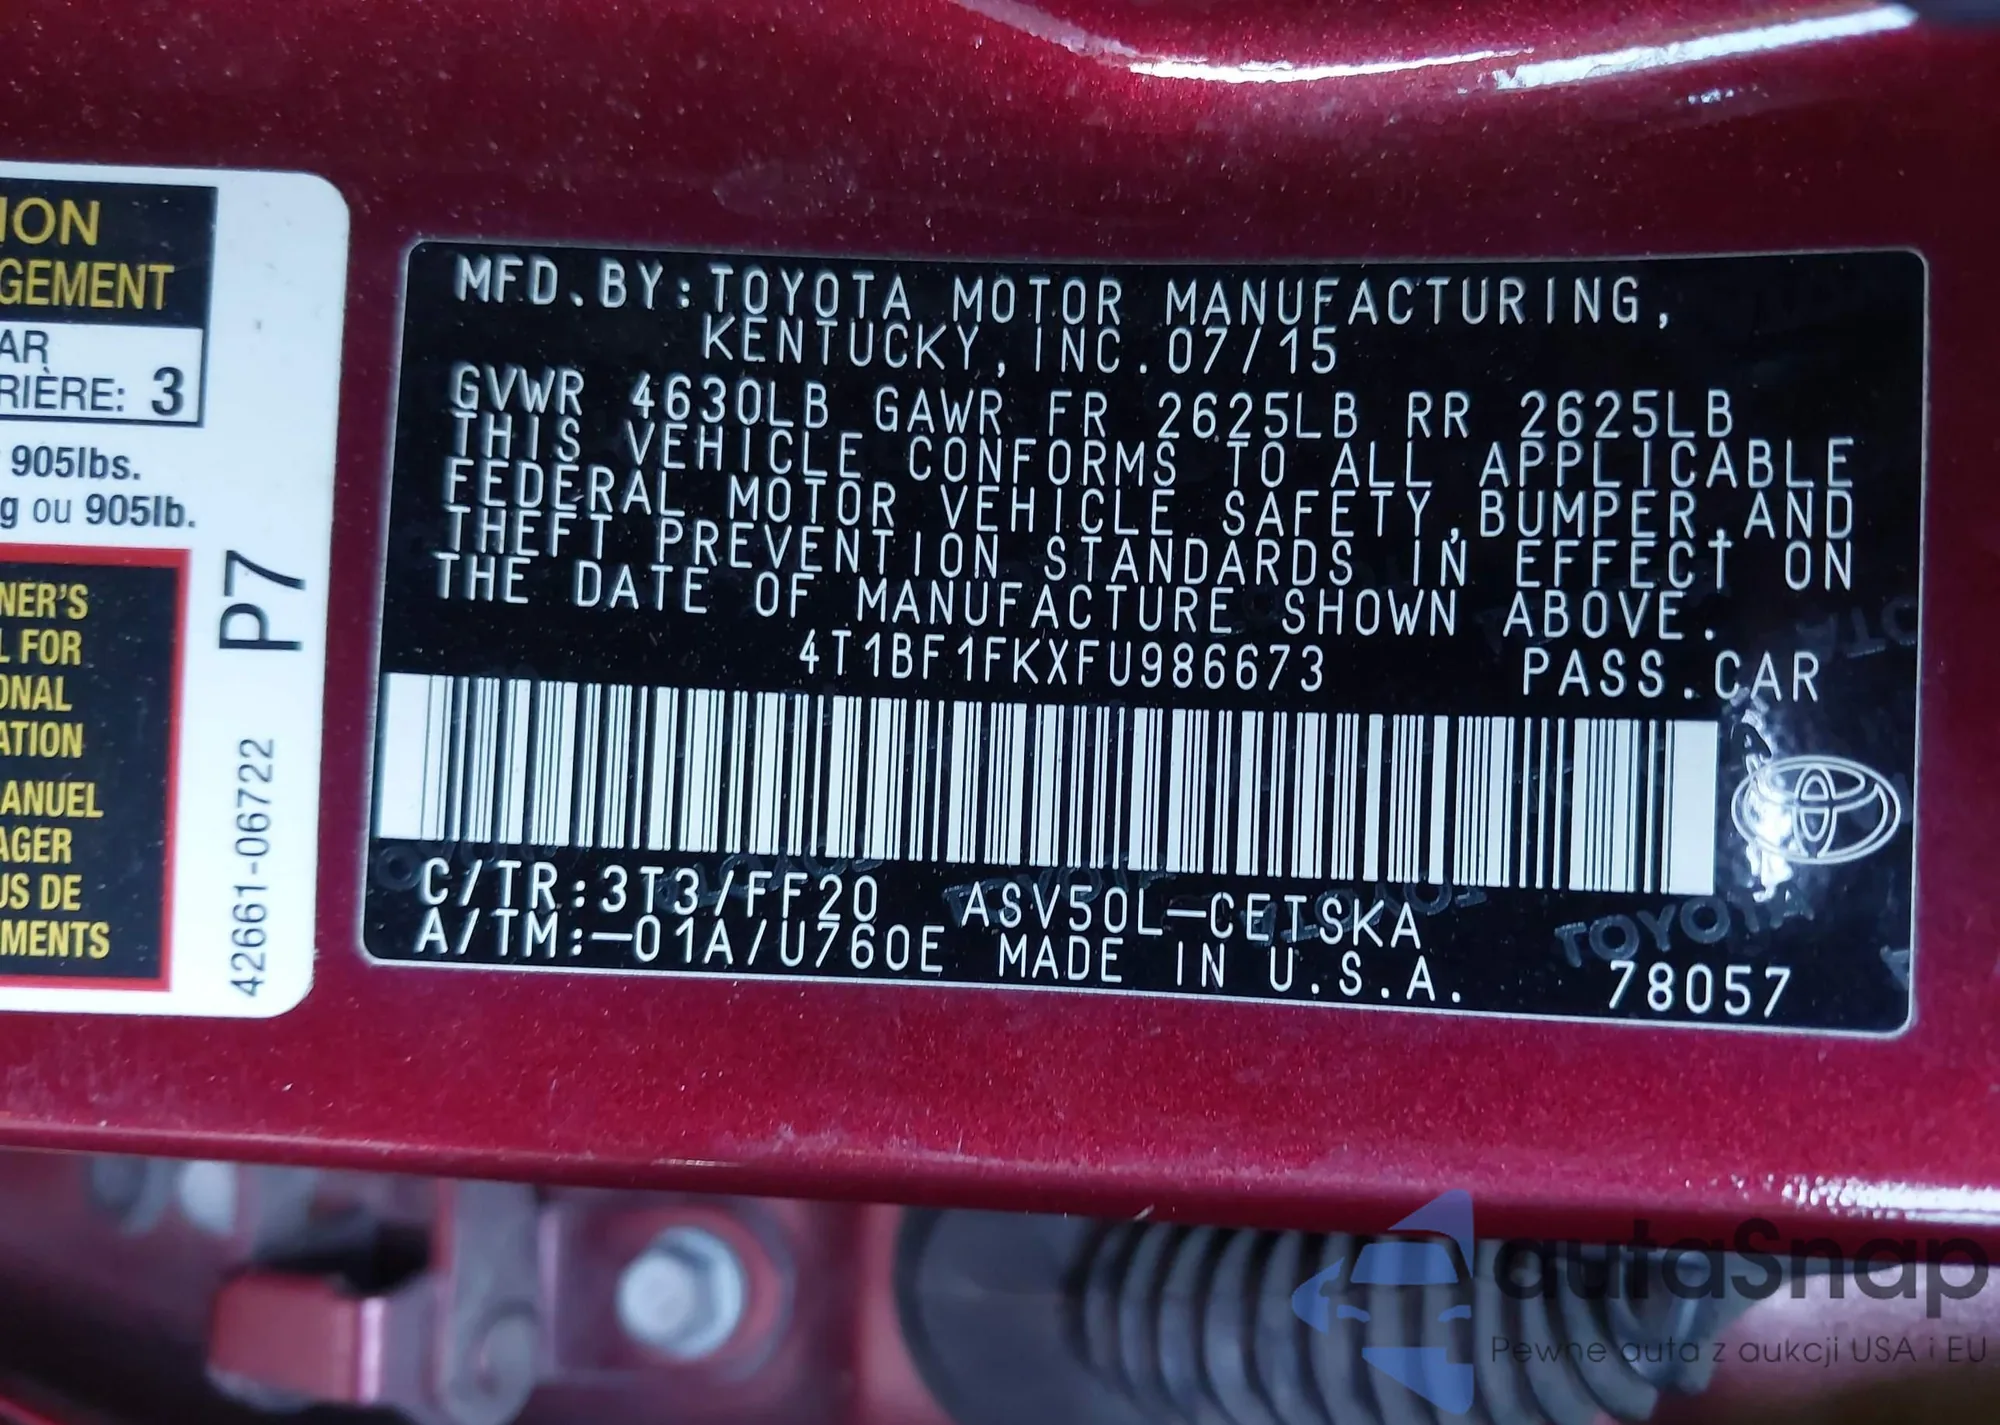 ION
GEMENT
AR
RIÈRE: 3
905lbs.
g ou 905lb.
NER'S
L FOR
ONAL
ATION
ANUEL
AGER
US DE
MENTS
P7
42661-06722
MFD.BY:TOYOTA MOTOR MANUFACTURING,
KENTUCKY,INC.07/15
GVWR 4630LB GAWR FR 2625LB RR 2625LB
THIS VEHICLE CONFORMS TO ALL APPLICABLE
FEDERAL MOTOR VEHICLE SAFETY,BUMPER,AND
THEFT PREVENTION STANDARDS IN EFFECT ON
THE DATE OF MANUFACTURE SHOWN ABOVE.
4T1BF1FKXFU986673 PASS.CAR
C/TR:3T3/FF20 ASV50L-CETSKA
A/TM:-01A/U760E MADE IN U.S.A. 78057
TOYOTA
autaSnap
Pewne auta z aukcji USA i EU